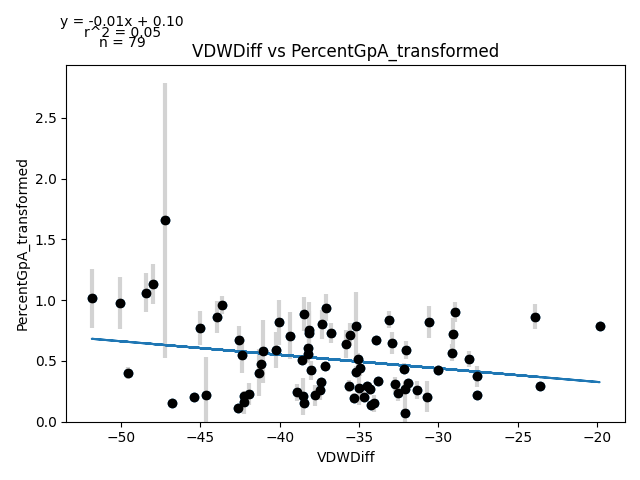 y = -0.01x + 0.10
r^2 = 0.05
n = 79
VDWDiff vs PercentGpA_transformed
PercentGpA_transformed
2.5
2.0
1.5
1.0
0.5
0.0
−50 −45 −40 −35 −30 −25 −20
VDWDiff